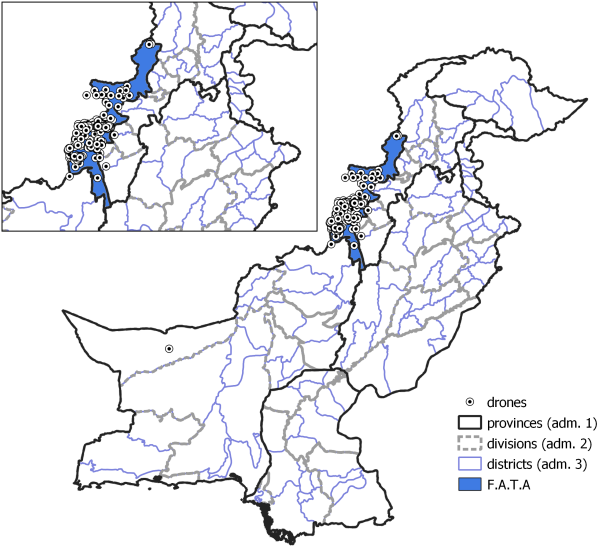 drones
provinces (adm. 1)
divisions (adm. 2)
districts (adm. 3)
F.A.T.A